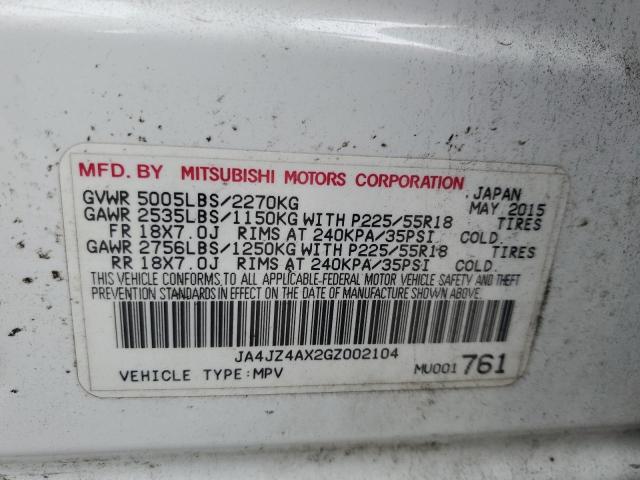 MFD. BY MITSUBISHI MOTORS CORPORATION
JAPAN
GVWR 5005LBS/2270KG MAY 2015
GAWR 2535LBS/1150KG WITH P225/55R18 TIRES
FR 18X7.0J RIMS AT 240KPA/35PSI COLD.
GAWR 2756LBS/1250KG WITH P225/55R18 TIRES
RR 18X7.0J RIMS AT 240KPA/35PSI COLD.
THIS VEHICLE CONFORMS TO ALL APPLICABLE-FEDERAL MOTOR VEHICLE SAFETY AND THEFT
PREVENTION STANDARDS IN EFFECT ON THE DATE OF MANUFACTURE SHOWN ABOVE.
JA4JZ4AX2GZ002104
VEHICLE TYPE:MPV MU001 761